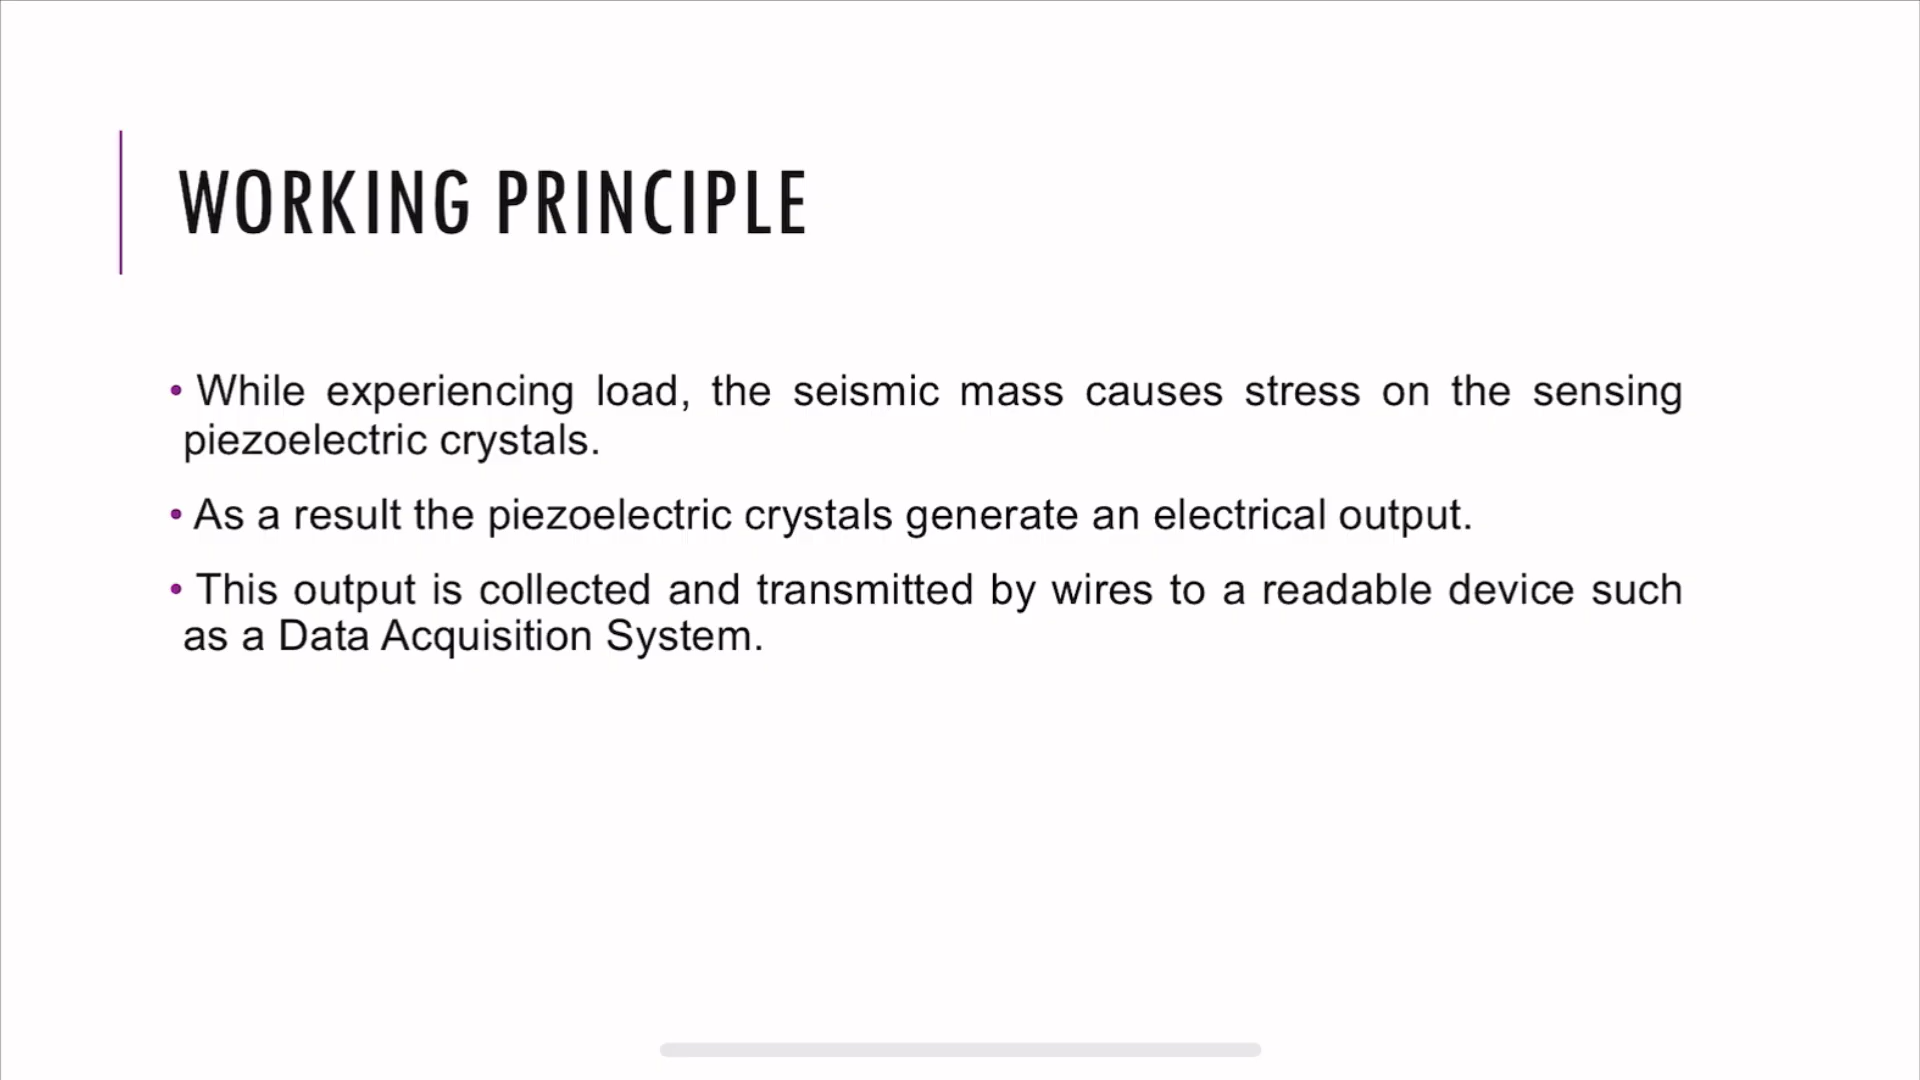 WORKING PRINCIPLE
• While experiencing load, the seismic mass causes stress on the sensing
piezoelectric crystals.
• As a result the piezoelectric crystals generate an electrical output.
• This output is collected and transmitted by wires to a readable device such
as a Data Acquisition System.